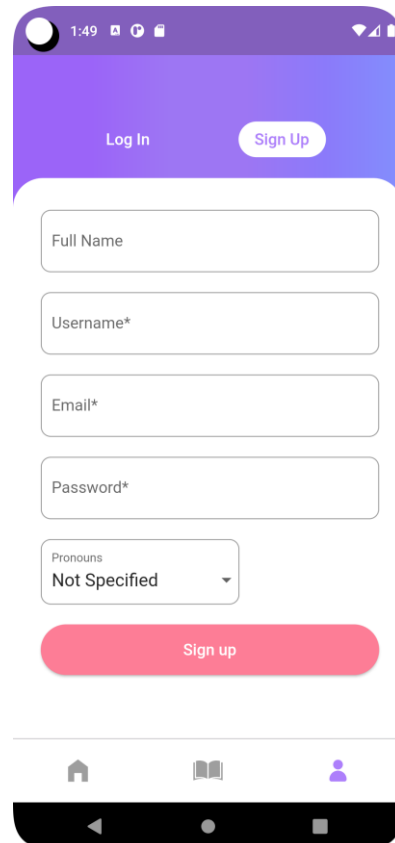 1:49
Log In
Sign Up
Full Name
Username*
Email*
Password*
Pronouns
Not Specified
Sign up